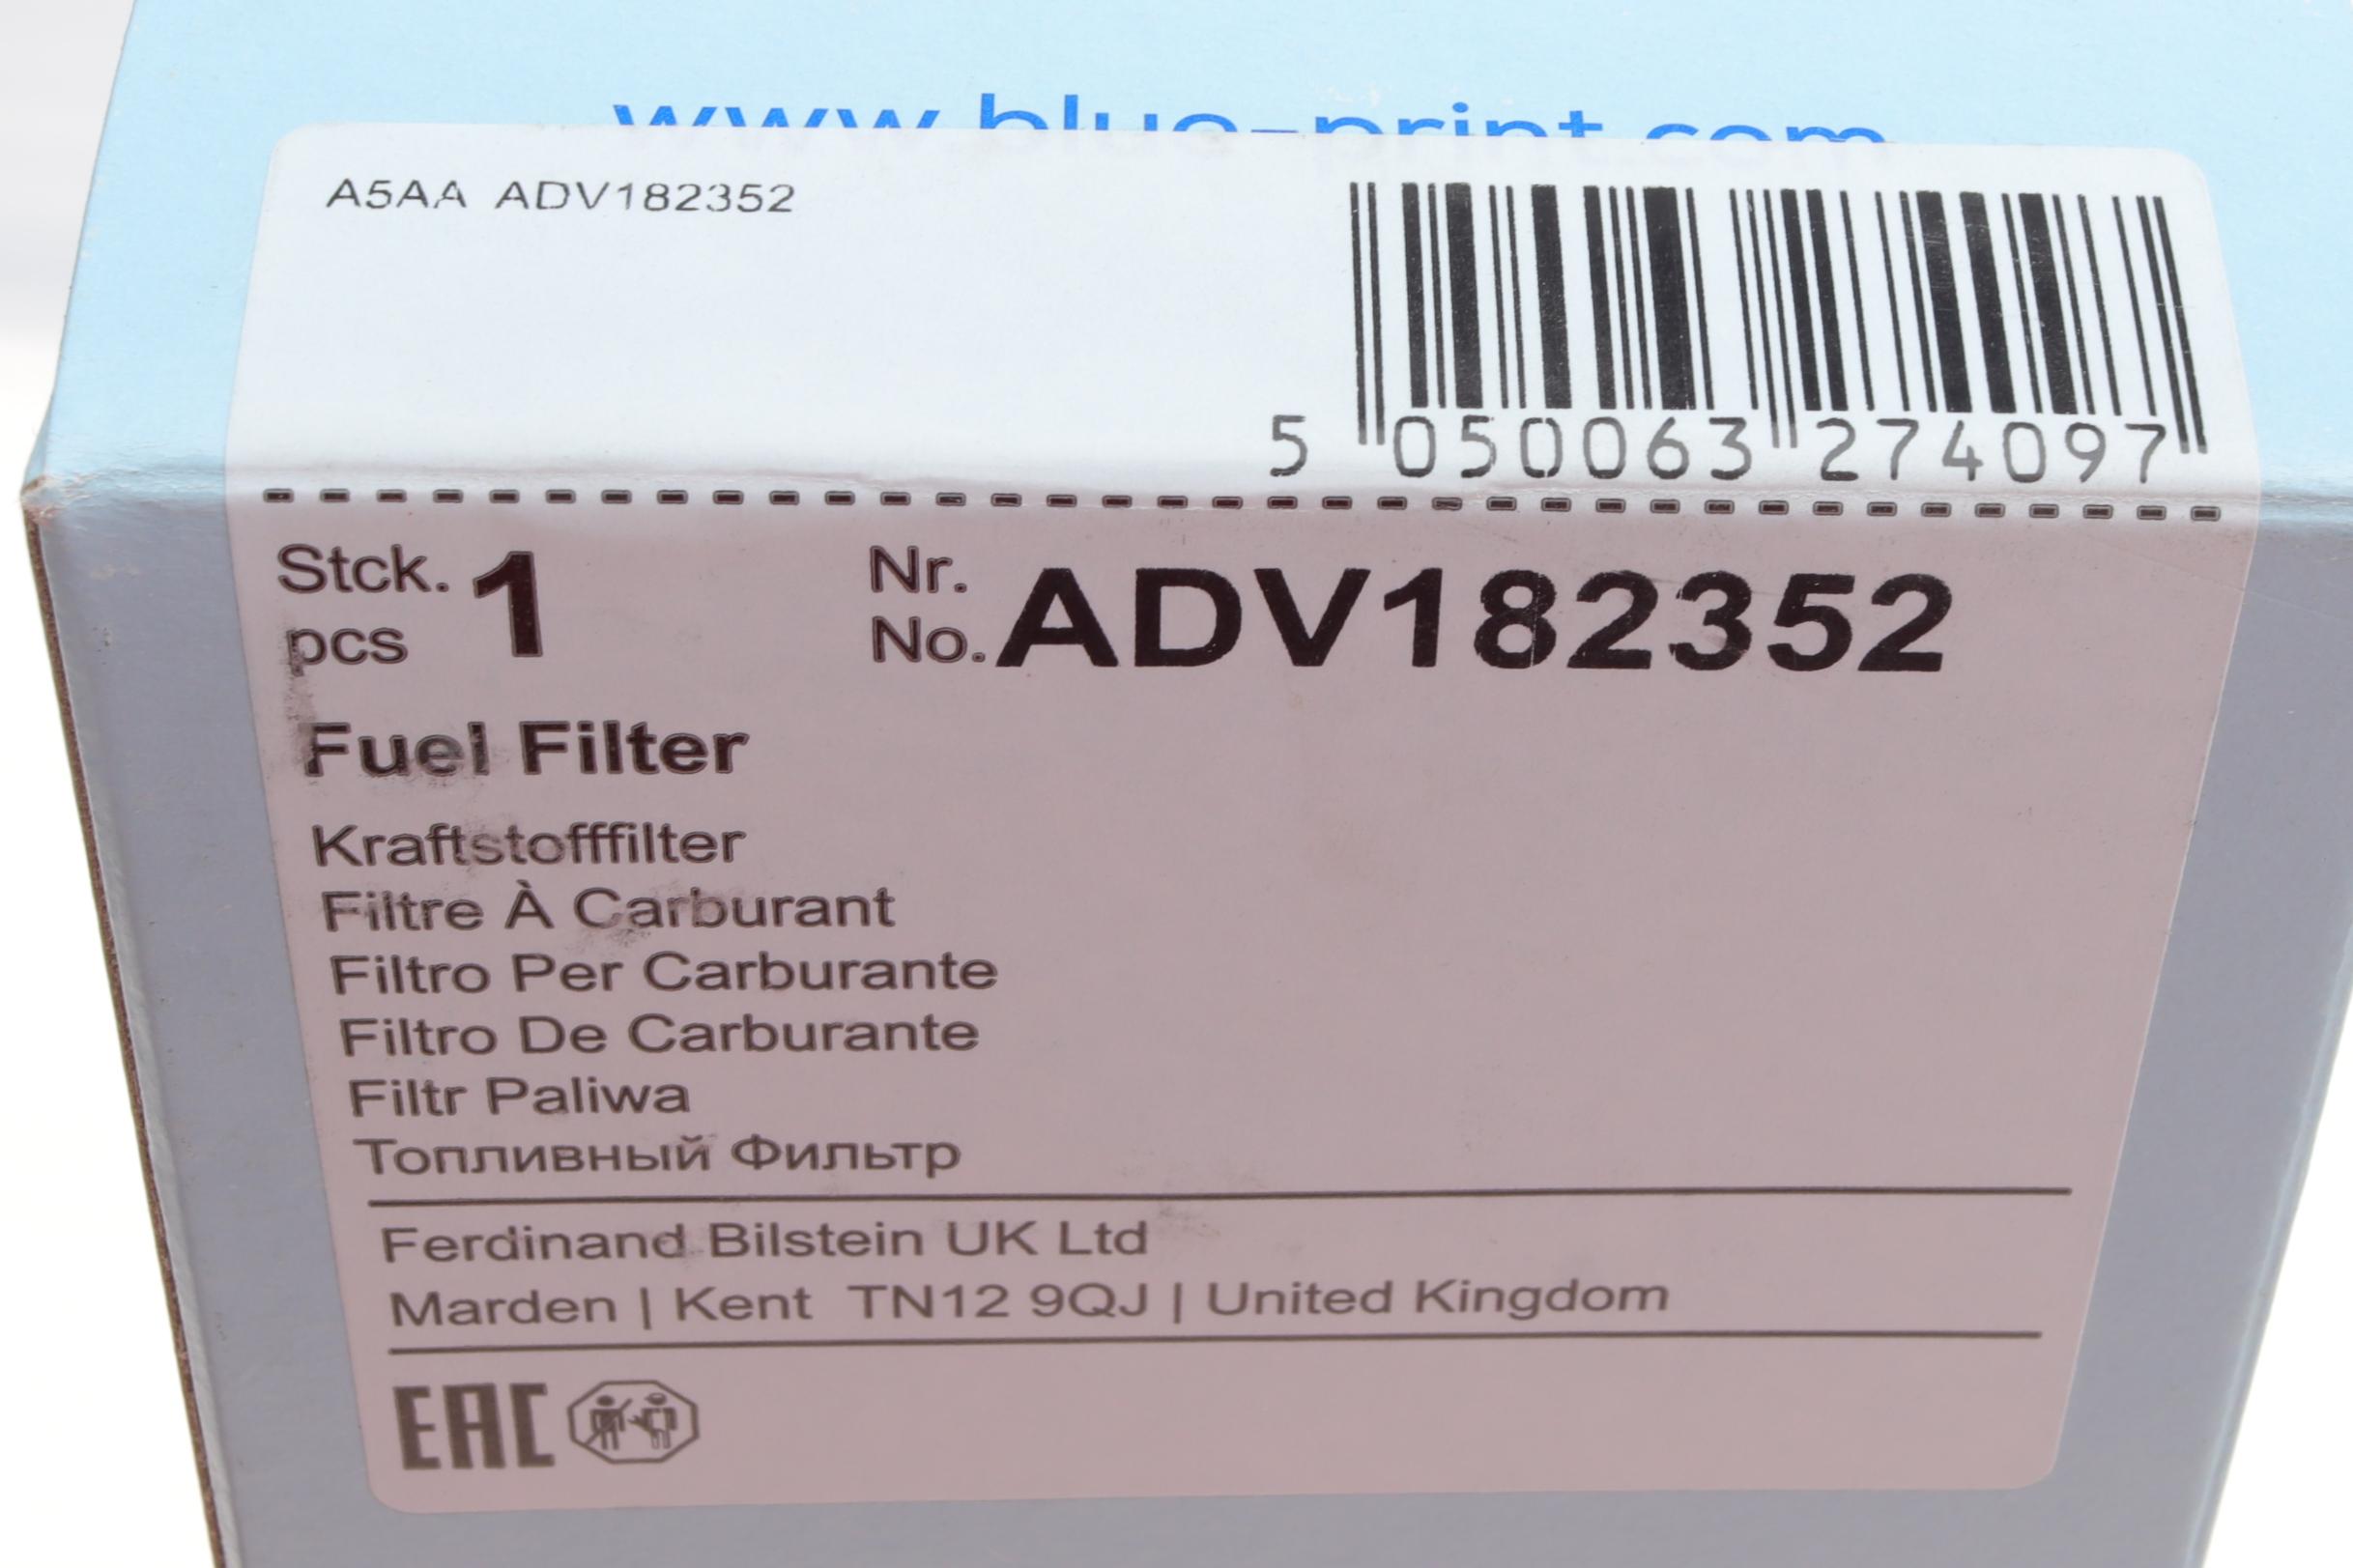 www.blue-print.com
A5AA ADV182352
5 050063 274097
Stck. 1
pcs
Nr.
No. ADV182352
Fuel Filter
Kraftstofffilter
Filtre À Carburant
Filtro Per Carburante
Filtro De Carburante
Filtr Paliwa
Топливный Фильтр
Ferdinand Bilstein UK Ltd
Marden | Kent TN12 9QJ | United Kingdom
EAC